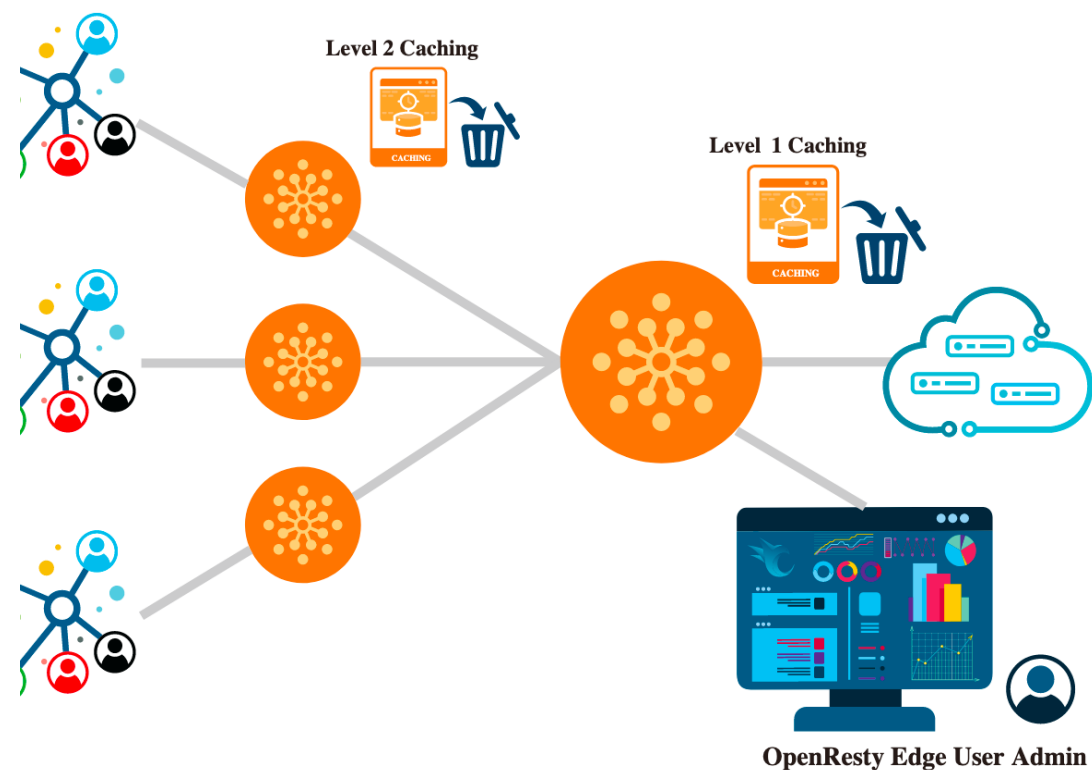 Level 2 Caching
CACHING
Level 1 Caching
CACHING
OpenResty Edge User Admin